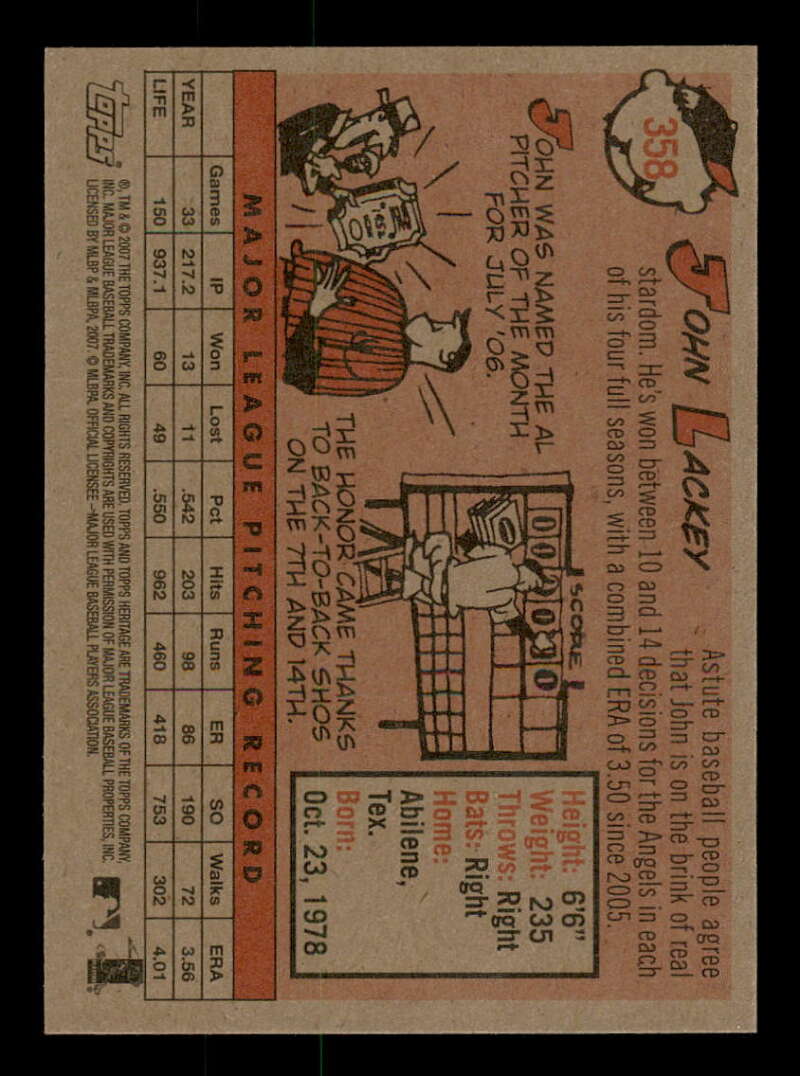 358
JOHN LACKEY
Astute baseball people agree
that John is on the brink of real
stardom. He's won between 10 and 14 decisions for the Angels in each
of his four full seasons, with a combined ERA of 3.50 since 2005.
JOHN WAS NAMED THE AL
PITCHER OF THE MONTH
FOR JULY '06.
SCORE
THE HONOR CAME THANKS
TO BACK-TO-BACK SHOS
ON THE 7TH AND 14TH.
Height: 6'6"
Weight: 235
Throws: Right
Bats: Right
Home:
Abilene,
Tex.
Born:
Oct. 23, 1978
MAJOR LEAGUE PITCHING RECORD
Games IP Won Lost Pct Hits Runs ER SO Walks ERA
YEAR 33 217.2 13 11 .542 203 98 86 190 72 3.56
LIFE 150 937.1 60 49 .550 962 460 418 753 302 4.01
TOPPS
®, TM & © 2007 THE TOPPS COMPANY, INC. ALL RIGHTS RESERVED. TOPPS AND TOPPS HERITAGE ARE TRADEMARKS OF THE TOPPS COMPANY,
INC. MAJOR LEAGUE BASEBALL TRADEMARKS AND COPYRIGHTS ARE USED WITH PERMISSION OF MAJOR LEAGUE BASEBALL PROPERTIES, INC.
LICENSED BY MLBP & MLBPA, 2007. © MLBPA. OFFICIAL LICENSEE –MAJOR LEAGUE BASEBALL PLAYERS ASSOCIATION.